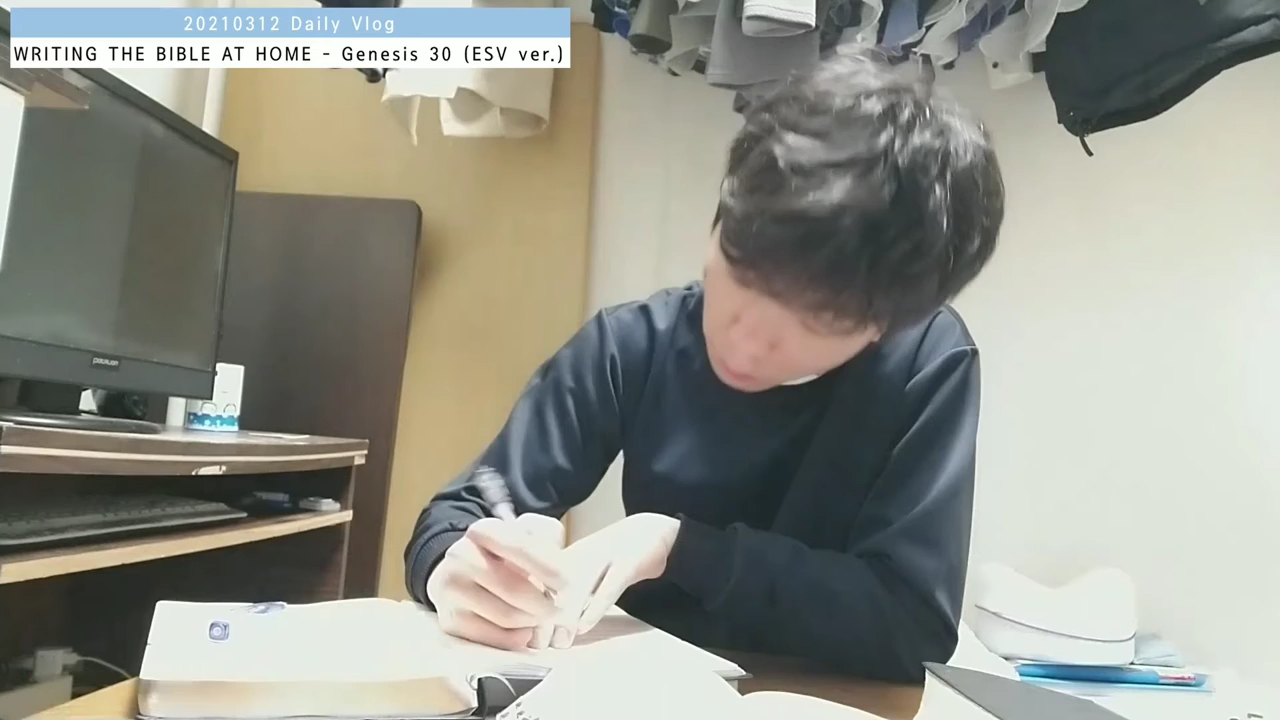 20210312 Daily Vlog
WRITING THE BIBLE AT HOME - Genesis 30 (ESV ver.)